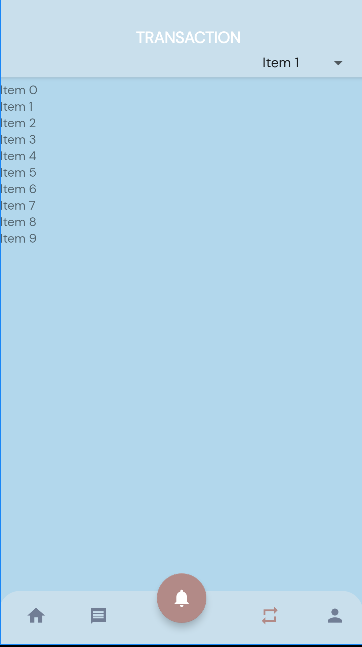 TRANSACTION
Item 1
Item 0
Item 1
Item 2
Item 3
Item 4
Item 5
Item 6
Item 7
Item 8
Item 9